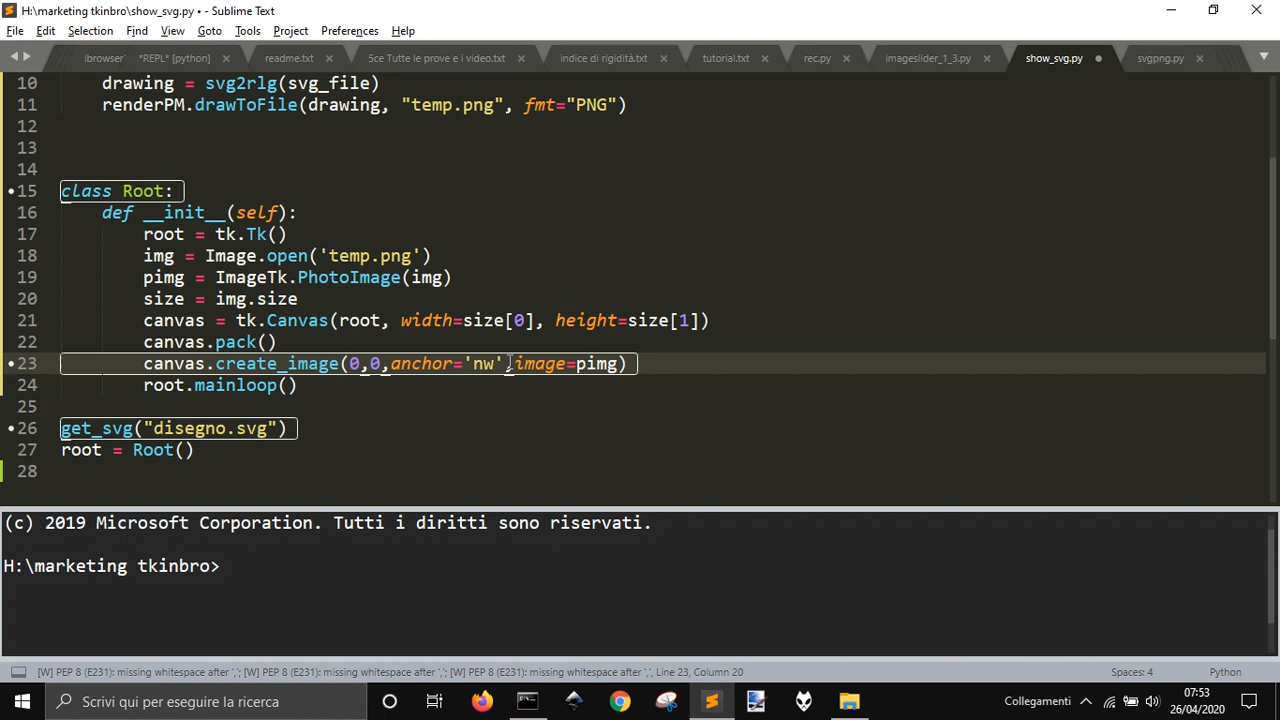 H:\marketing tkinbro\show_svg.py • - Sublime Text
File Edit Selection Find View Goto Tools Project Preferences Help
ibrowser *REPL* [python] readme.txt 5ce Tutte le prove e i video.txt indice di rigidità.txt tutorial.txt rec.py imageslider_1_3.py show_svg.py svgpng.py
10 drawing = svg2rlg(svg_file)
11 renderPM.drawToFile(drawing, "temp.png", fmt="PNG")
12
13
14
15 class Root:
16 def __init__(self):
17 root = tk.Tk()
18 img = Image.open('temp.png')
19 pimg = ImageTk.PhotoImage(img)
20 size = img.size
21 canvas = tk.Canvas(root, width=size[0], height=size[1])
22 canvas.pack()
23 canvas.create_image(0,0,anchor='nw',image=pimg)
24 root.mainloop()
25
26 get_svg("disegno.svg")
27 root = Root()
28
(c) 2019 Microsoft Corporation. Tutti i diritti sono riservati.
H:\marketing tkinbro>
[W] PEP 8 (E231): missing whitespace after ','; [W] PEP 8 (E231): missing whitespace after ','; [W] PEP 8 (E231): missing whitespace after ',', Line 23, Column 20 Spaces: 4 Python
Scrivi qui per eseguire la ricerca Collegamenti 07:53
26/04/2020